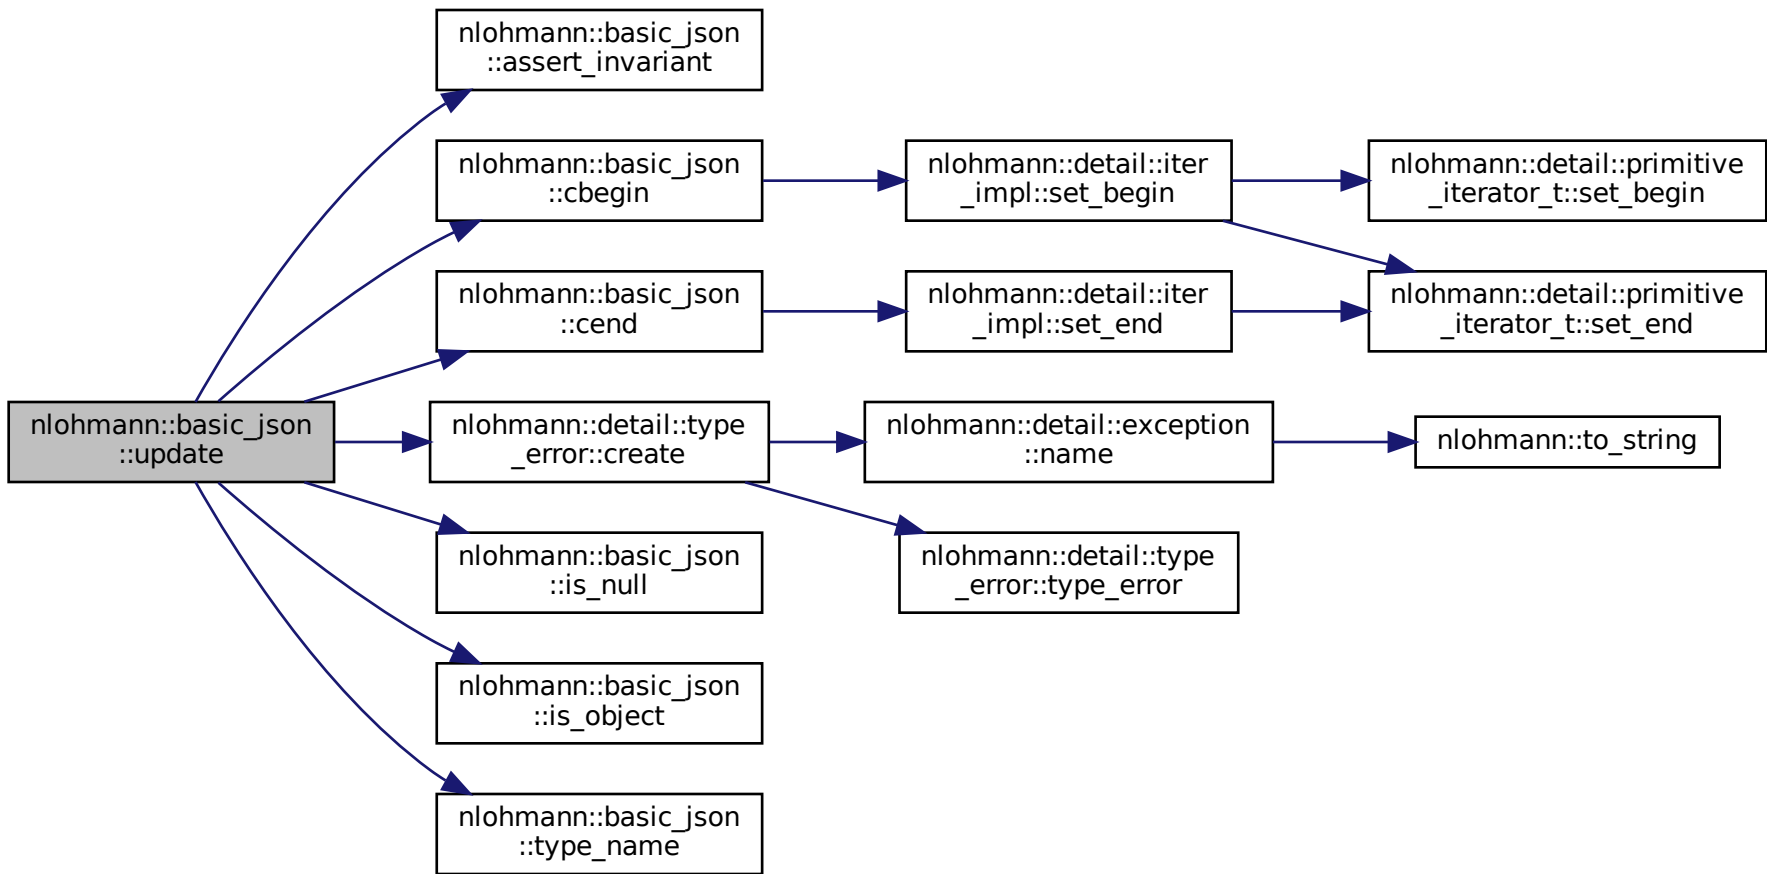 nlohmann::basic_json
::assert_invariant
nlohmann::basic_json
::cbegin
nlohmann::detail::iter
_impl::set_begin
nlohmann::detail::primitive
_iterator_t::set_begin
nlohmann::basic_json
::cend
nlohmann::detail::iter
_impl::set_end
nlohmann::detail::primitive
_iterator_t::set_end
nlohmann::basic_json
::update
nlohmann::detail::type
_error::create
nlohmann::detail::exception
::name
nlohmann::to_string
nlohmann::basic_json
::is_null
nlohmann::detail::type
_error::type_error
nlohmann::basic_json
::is_object
nlohmann::basic_json
::type_name